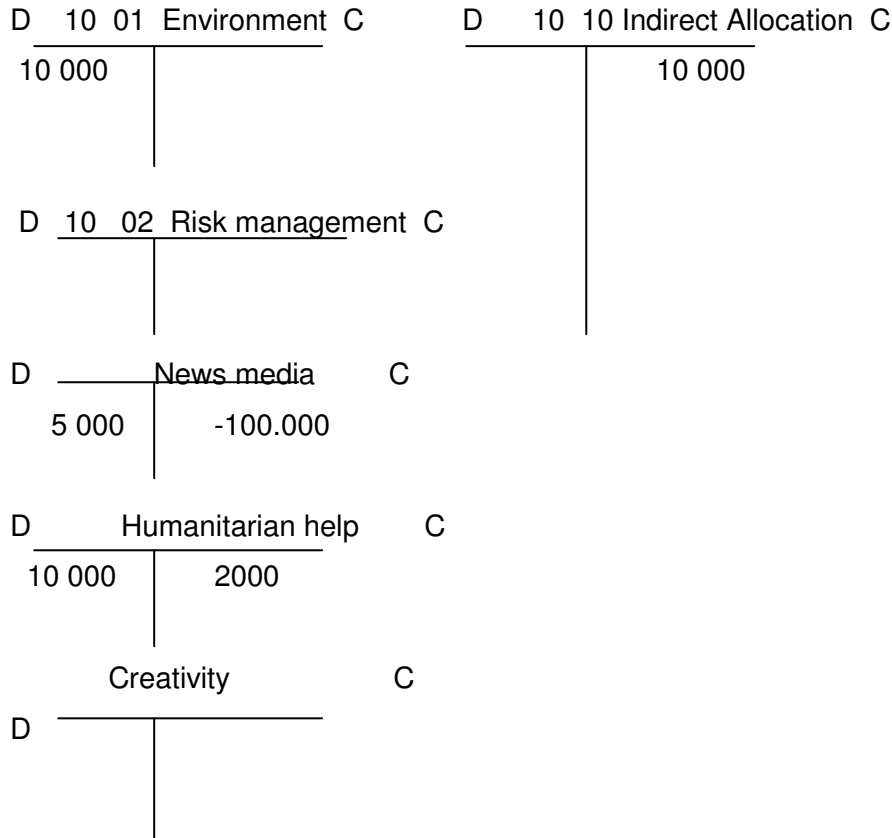 D 10 01 Environment C
10 000
D 10 10 Indirect Allocation C
10 000
D 10 02 Risk management C
D News media C
5 000 -100.000
D Humanitarian help C
10 000 2000
Creativity C
D